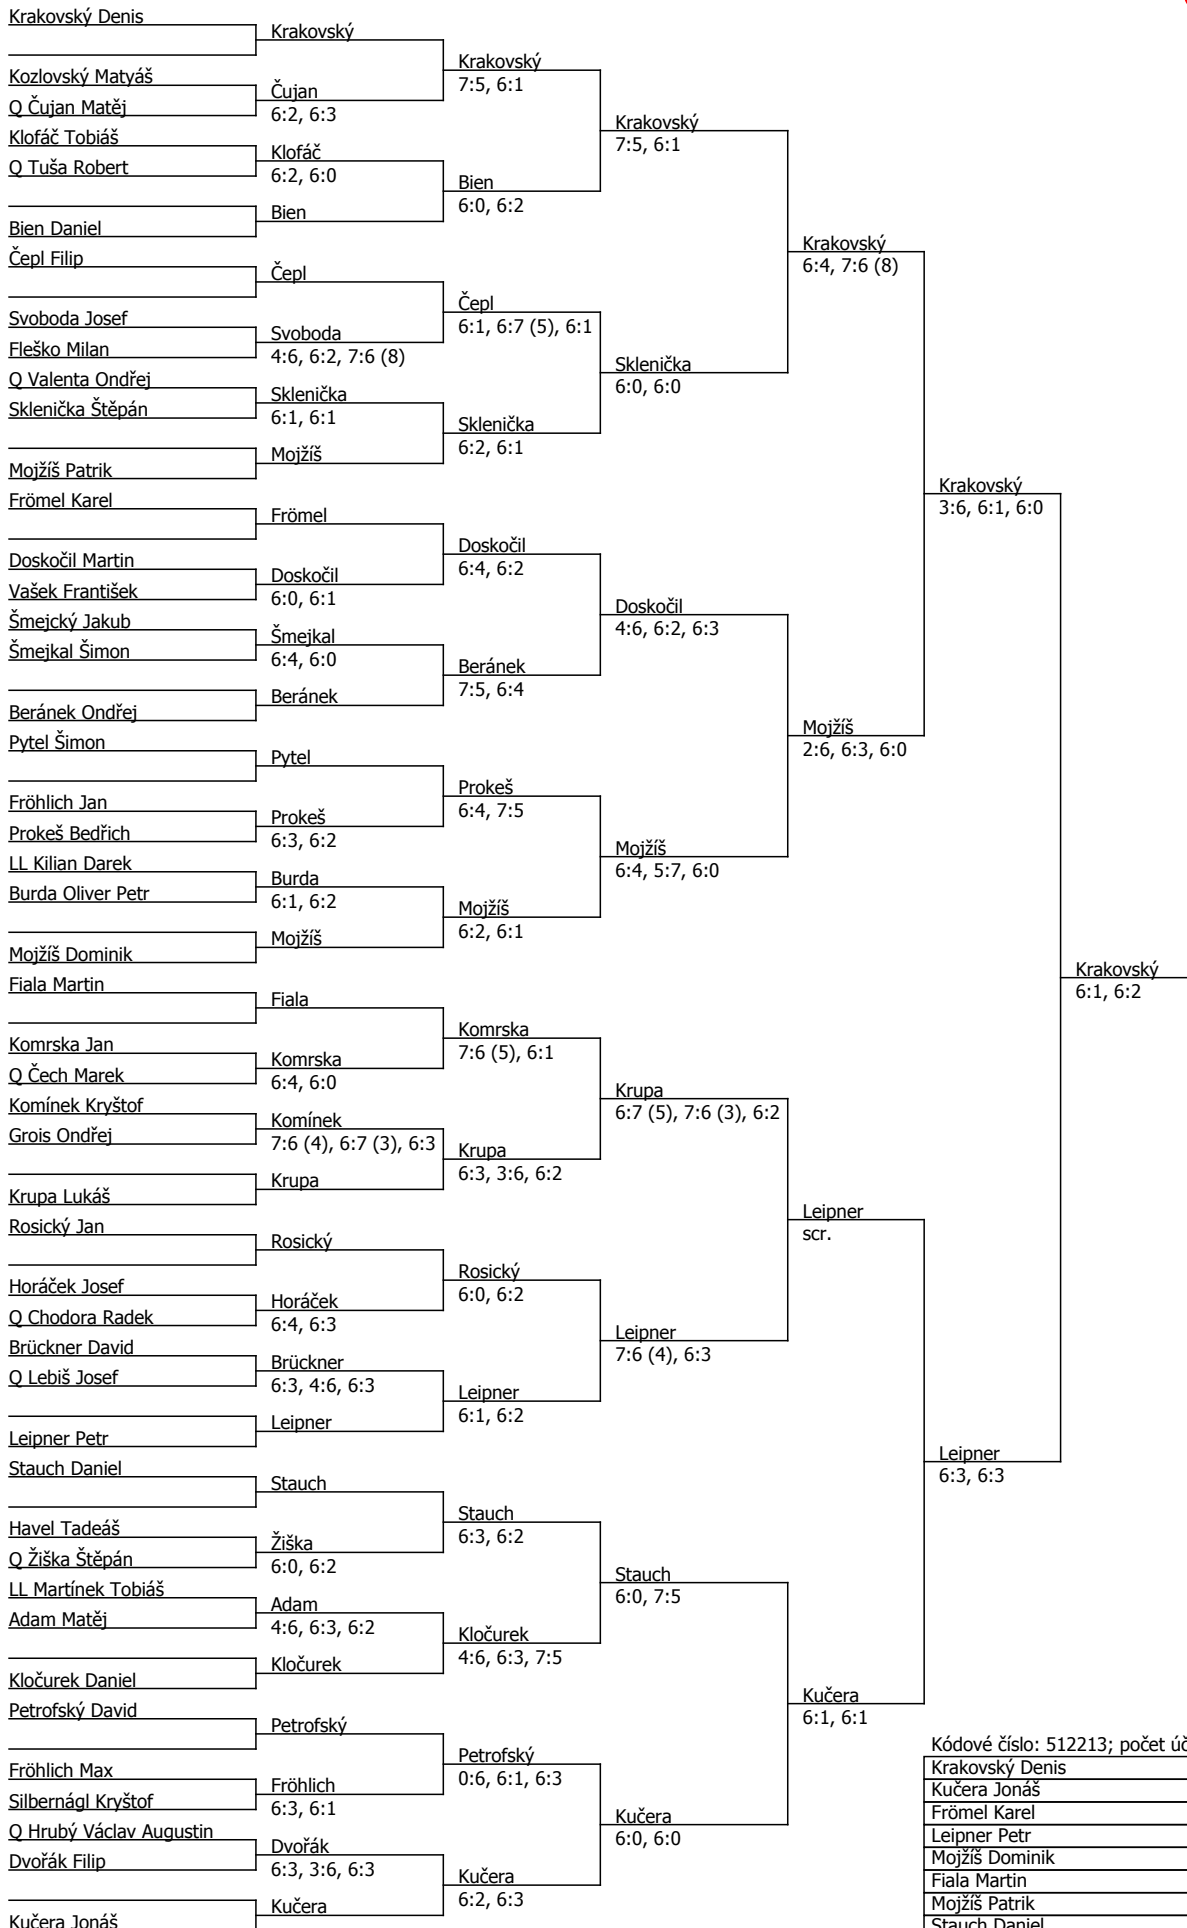 Krakovský Denis
Kozlovský Matyáš
Q Čujan Matěj
Klofáč Tobiáš
Q Tuša Robert
Bien Daniel
Čepl Filip
Svoboda Josef
Fleško Milan
Q Valenta Ondřej
Sklenička Štěpán
Mojžíš Patrik
Frömel Karel
Doskočil Martin
Vašek František
Šmejcký Jakub
Šmejkal Šimon
Beránek Ondřej
Pytel Šimon
Fröhlich Jan
Prokeš Bedřich
LL Kilian Darek
Burda Oliver Petr
Mojžíš Dominik
Fiala Martin
Komrska Jan
Q Čech Marek
Komínek Kryštof
Grois Ondřej
Krupa Lukáš
Rosický Jan
Horáček Josef
Q Chodora Radek
Brückner David
Q Lebiš Josef
Leipner Petr
Stauch Daniel
Havel Tadeáš
Q Žiška Štěpán
LL Martínek Tobiáš
Adam Matěj
Kločurek Daniel
Petrofský David
Fröhlich Max
Silbernágl Kryštof
Q Hrubý Václav Augustin
Dvořák Filip
Kučera Jonáš
Krakovský
Čujan
6:2, 6:3
Klofáč
6:2, 6:0
Bien
Čepl
Svoboda
4:6, 6:2, 7:6 (8)
Sklenička
6:1, 6:1
Mojžíš
Frömel
Doskočil
6:0, 6:1
Šmejkal
6:4, 6:0
Beránek
Pytel
Prokeš
6:3, 6:2
Burda
6:1, 6:2
Mojžíš
Fiala
Komrska
6:4, 6:0
Komínek
7:6 (4), 6:7 (3), 6:3
Krupa
Rosický
Horáček
6:4, 6:3
Brückner
6:3, 4:6, 6:3
Leipner
Stauch
Žiška
6:0, 6:2
Adam
4:6, 6:3, 6:2
Kločurek
Petrofský
Fröhlich
6:3, 6:1
Dvořák
6:3, 3:6, 6:3
Kučera
Krakovský
7:5, 6:1
Bien
6:0, 6:2
Čepl
6:1, 6:7 (5), 6:1
Sklenička
6:2, 6:1
Doskočil
6:4, 6:2
Beránek
7:5, 6:4
Prokeš
6:4, 7:5
Mojžíš
6:2, 6:1
Komrska
7:6 (5), 6:1
Krupa
6:3, 3:6, 6:2
Rosický
6:0, 6:2
Leipner
6:1, 6:2
Stauch
6:3, 6:2
Kločurek
4:6, 6:3, 7:5
Petrofský
0:6, 6:1, 6:3
Kučera
6:2, 6:3
Krakovský
7:5, 6:1
Sklenička
6:0, 6:0
Doskočil
4:6, 6:2, 6:3
Mojžíš
6:4, 5:7, 6:0
Krupa
6:7 (5), 7:6 (3), 6:2
Leipner
7:6 (4), 6:3
Stauch
6:0, 7:5
Kučera
6:0, 6:0
Krakovský
6:4, 7:6 (8)
Mojžíš
2:6, 6:3, 6:0
Leipner
scr.
Kučera
6:1, 6:1
Krakovský
3:6, 6:1, 6:0
Leipner
6:3, 6:3
Krakovský
6:1, 6:2
Kódové číslo: 512213; počet úč
Krakovský Denis
Kučera Jonáš
Frömel Karel
Leipner Petr
Mojžíš Dominik
Fiala Martin
Mojžíš Patrik
Stauch Daniel